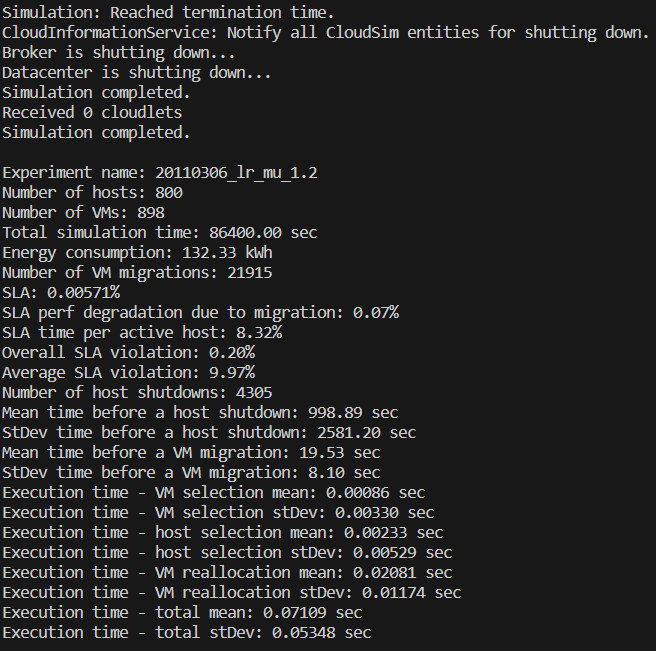 Simulation: Reached termination time.
CloudInformationService: Notify all CloudSim entities for shutting down.
Broker is shutting down...
Datacenter is shutting down...
Simulation completed.
Received 0 cloudlets
Simulation completed.

Experiment name: 20110306_lr_mu_1.2
Number of hosts: 800
Number of VMs: 898
Total simulation time: 86400.00 sec
Energy consumption: 132.33 kWh
Number of VM migrations: 21915
SLA: 0.00571%
SLA perf degradation due to migration: 0.07%
SLA time per active host: 8.32%
Overall SLA violation: 0.20%
Average SLA violation: 9.97%
Number of host shutdowns: 4305
Mean time before a host shutdown: 998.89 sec
StDev time before a host shutdown: 2581.20 sec
Mean time before a VM migration: 19.53 sec
StDev time before a VM migration: 8.10 sec
Execution time - VM selection mean: 0.00086 sec
Execution time - VM selection stDev: 0.00330 sec
Execution time - host selection mean: 0.00233 sec
Execution time - host selection stDev: 0.00529 sec
Execution time - VM reallocation mean: 0.02081 sec
Execution time - VM reallocation stDev: 0.01174 sec
Execution time - total mean: 0.07109 sec
Execution time - total stDev: 0.05348 sec